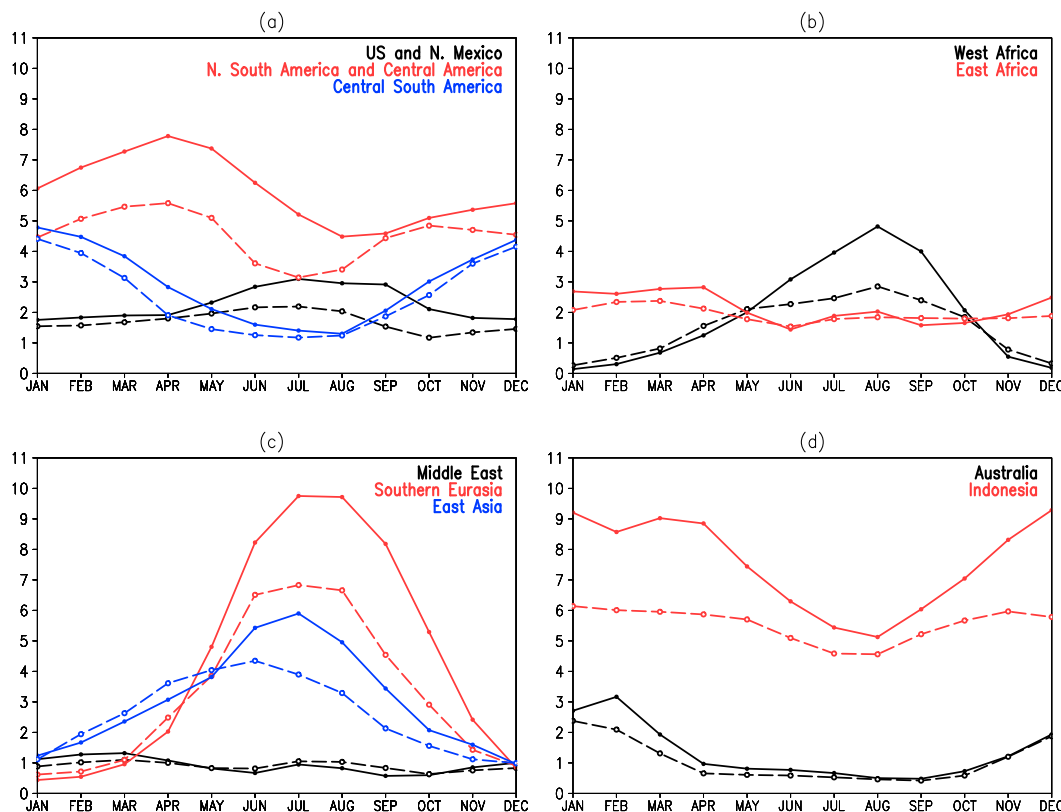 (a)
US and N. Mexico
N. South America and Central America
Central South America
11
10
9
8
7
6
5
4
3
2
1
0
JAN FEB MAR APR MAY JUN JUL AUG SEP OCT NOV DEC
(b)
West Africa
East Africa
11
10
9
8
7
6
5
4
3
2
1
0
JAN FEB MAR APR MAY JUN JUL AUG SEP OCT NOV DEC
(c)
Middle East
Southern Eurasia
East Asia
11
10
9
8
7
6
5
4
3
2
1
0
JAN FEB MAR APR MAY JUN JUL AUG SEP OCT NOV DEC
(d)
Australia
Indonesia
11
10
9
8
7
6
5
4
3
2
1
0
JAN FEB MAR APR MAY JUN JUL AUG SEP OCT NOV DEC